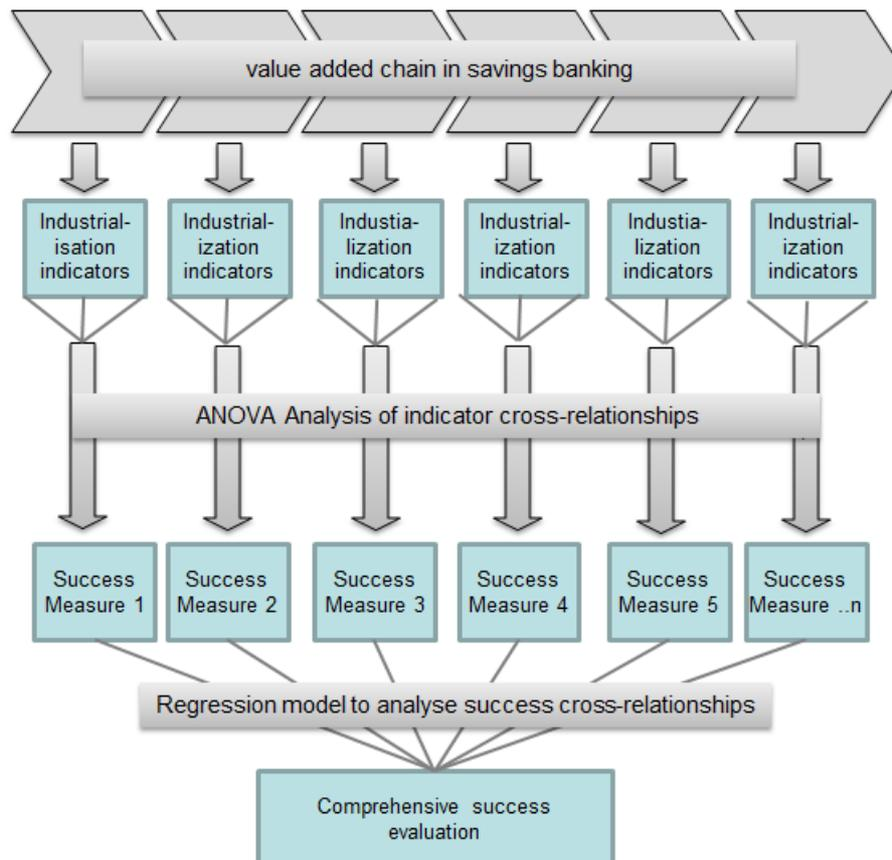 value added chain in savings banking
Industrial-
isation
indicators
Industrial-
ization
indicators
Industia-
lization
indicators
Industrial-
ization
indicators
Industia-
lization
indicators
Industrial-
ization
indicators
ANOVA Analysis of indicator cross-relationships
Success
Measure 1
Success
Measure 2
Success
Measure 3
Success
Measure 4
Success
Measure 5
Success
Measure ..n
Regression model to analyse success cross-relationships
Comprehensive success
evaluation